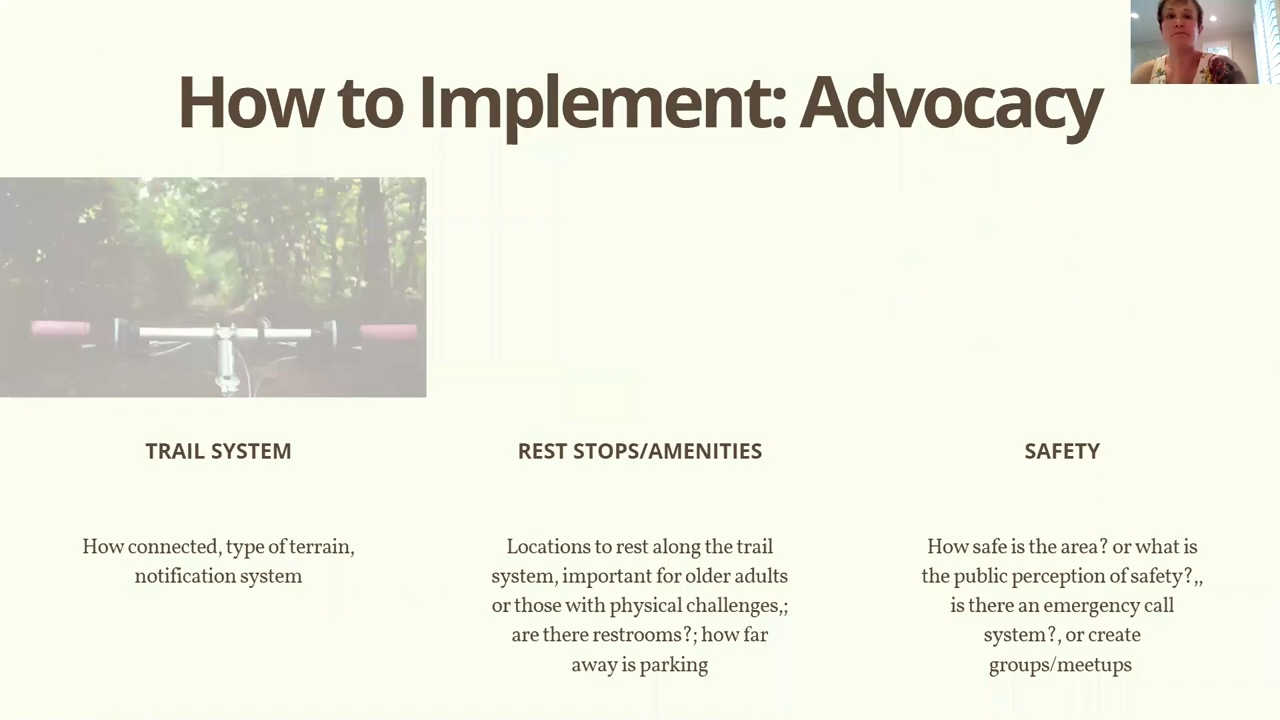 How to Implement: Advocacy
TRAIL SYSTEM
How connected, type of terrain,
notification system
REST STOPS/AMENITIES
Locations to rest along the trail
system, important for older adults
or those with physical challenges,;
are there restrooms?; how far
away is parking
SAFETY
How safe is the area? or what is
the public perception of safety?,,
is there an emergency call
system?, or create
groups/meetups